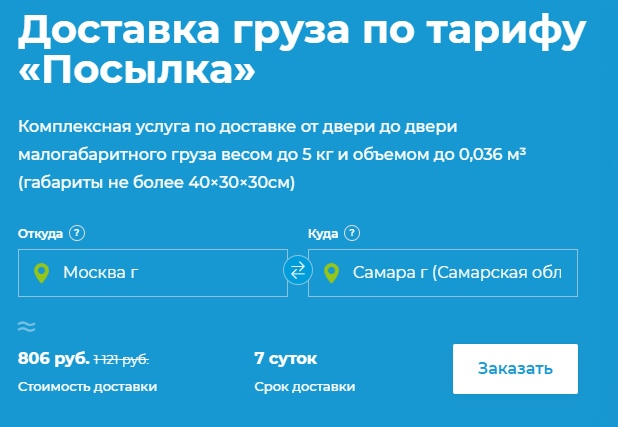 Доставка груза по тарифу
«Посылка»
Комплексная услуга по доставке от двери до двери
малогабаритного груза весом до 5 кг и объемом до 0,036 м³
(габариты не более 40×30×30см)
Откуда ?
Куда ?
Москва г
Самара г (Самарская обл
806 руб. 1 121 руб.
7 суток
Заказать
Стоимость доставки
Срок доставки